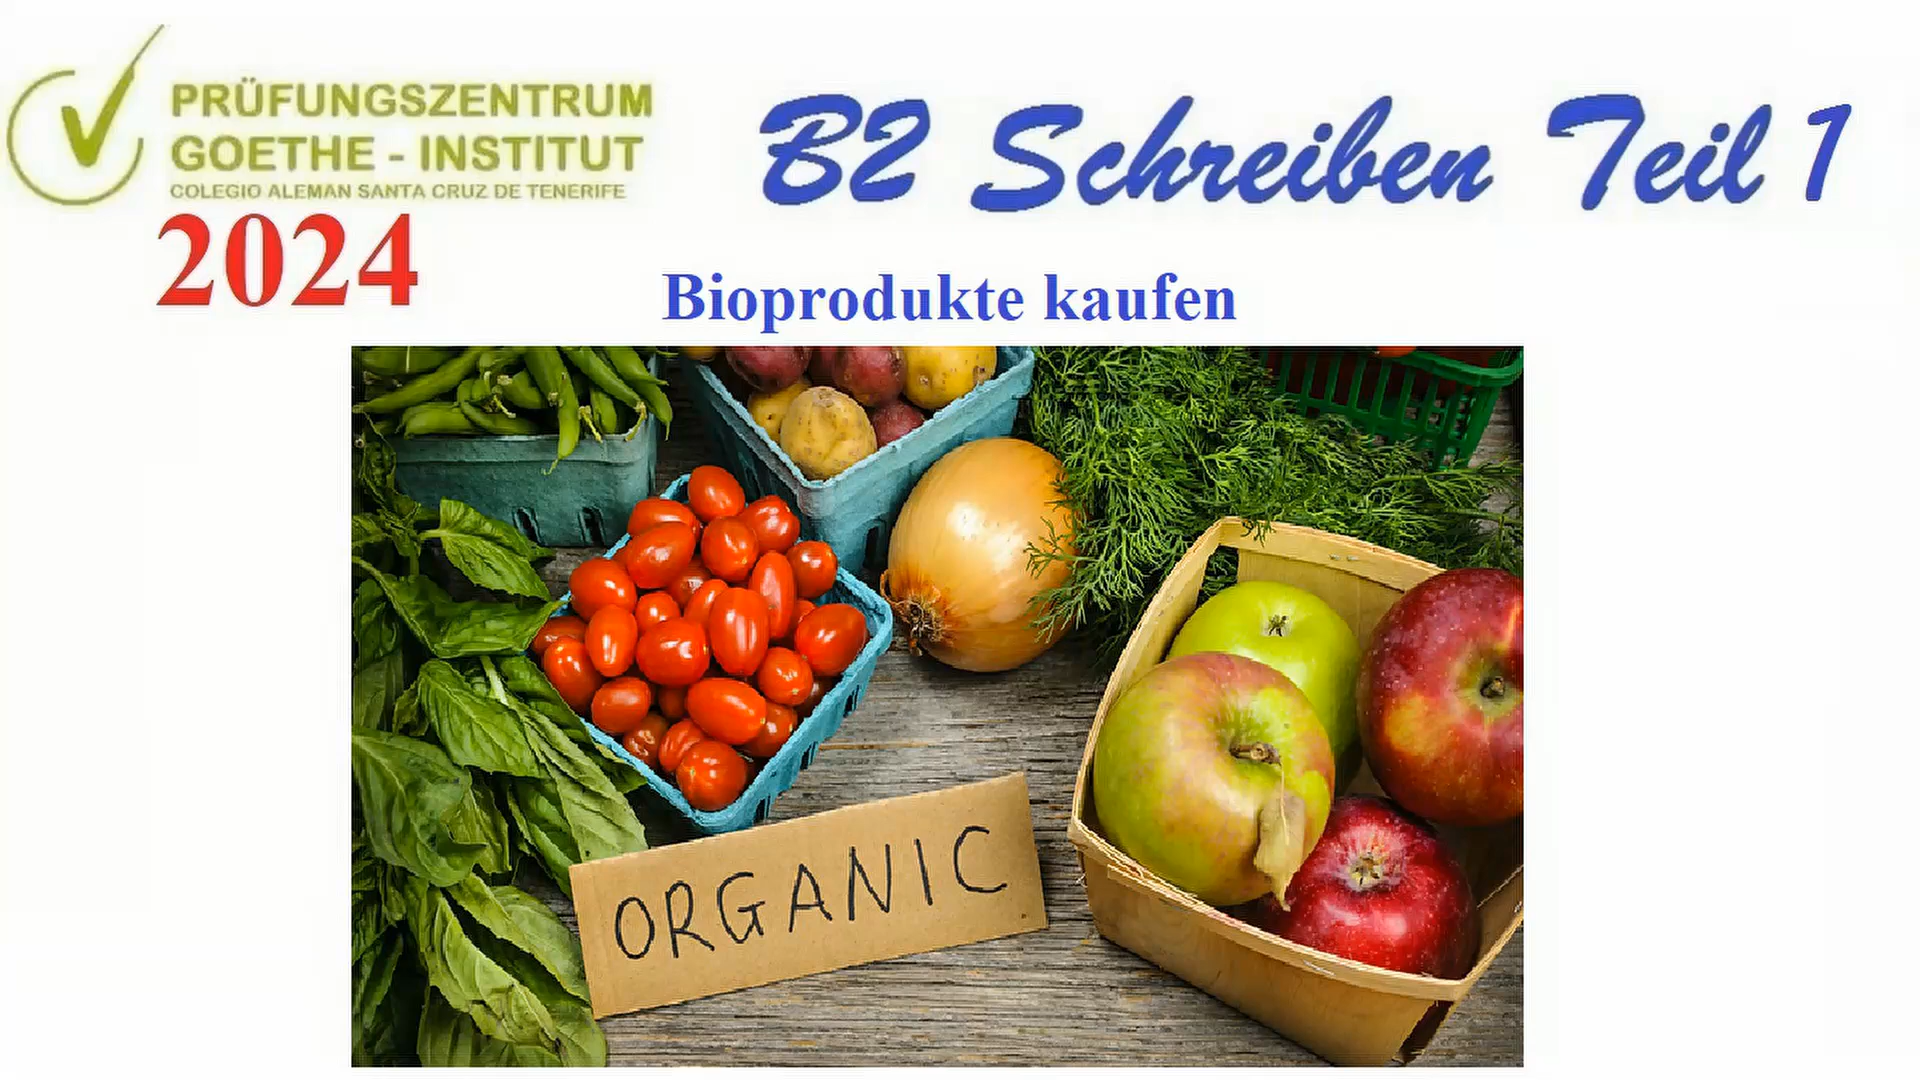 PRÜFUNGSZENTRUM
GOETHE - INSTITUT
COLEGIO ALEMAN SANTA CRUZ DE TENERIFE
2024
B2 Schreiben Teil 1
Bioprodukte kaufen
ORGANIC